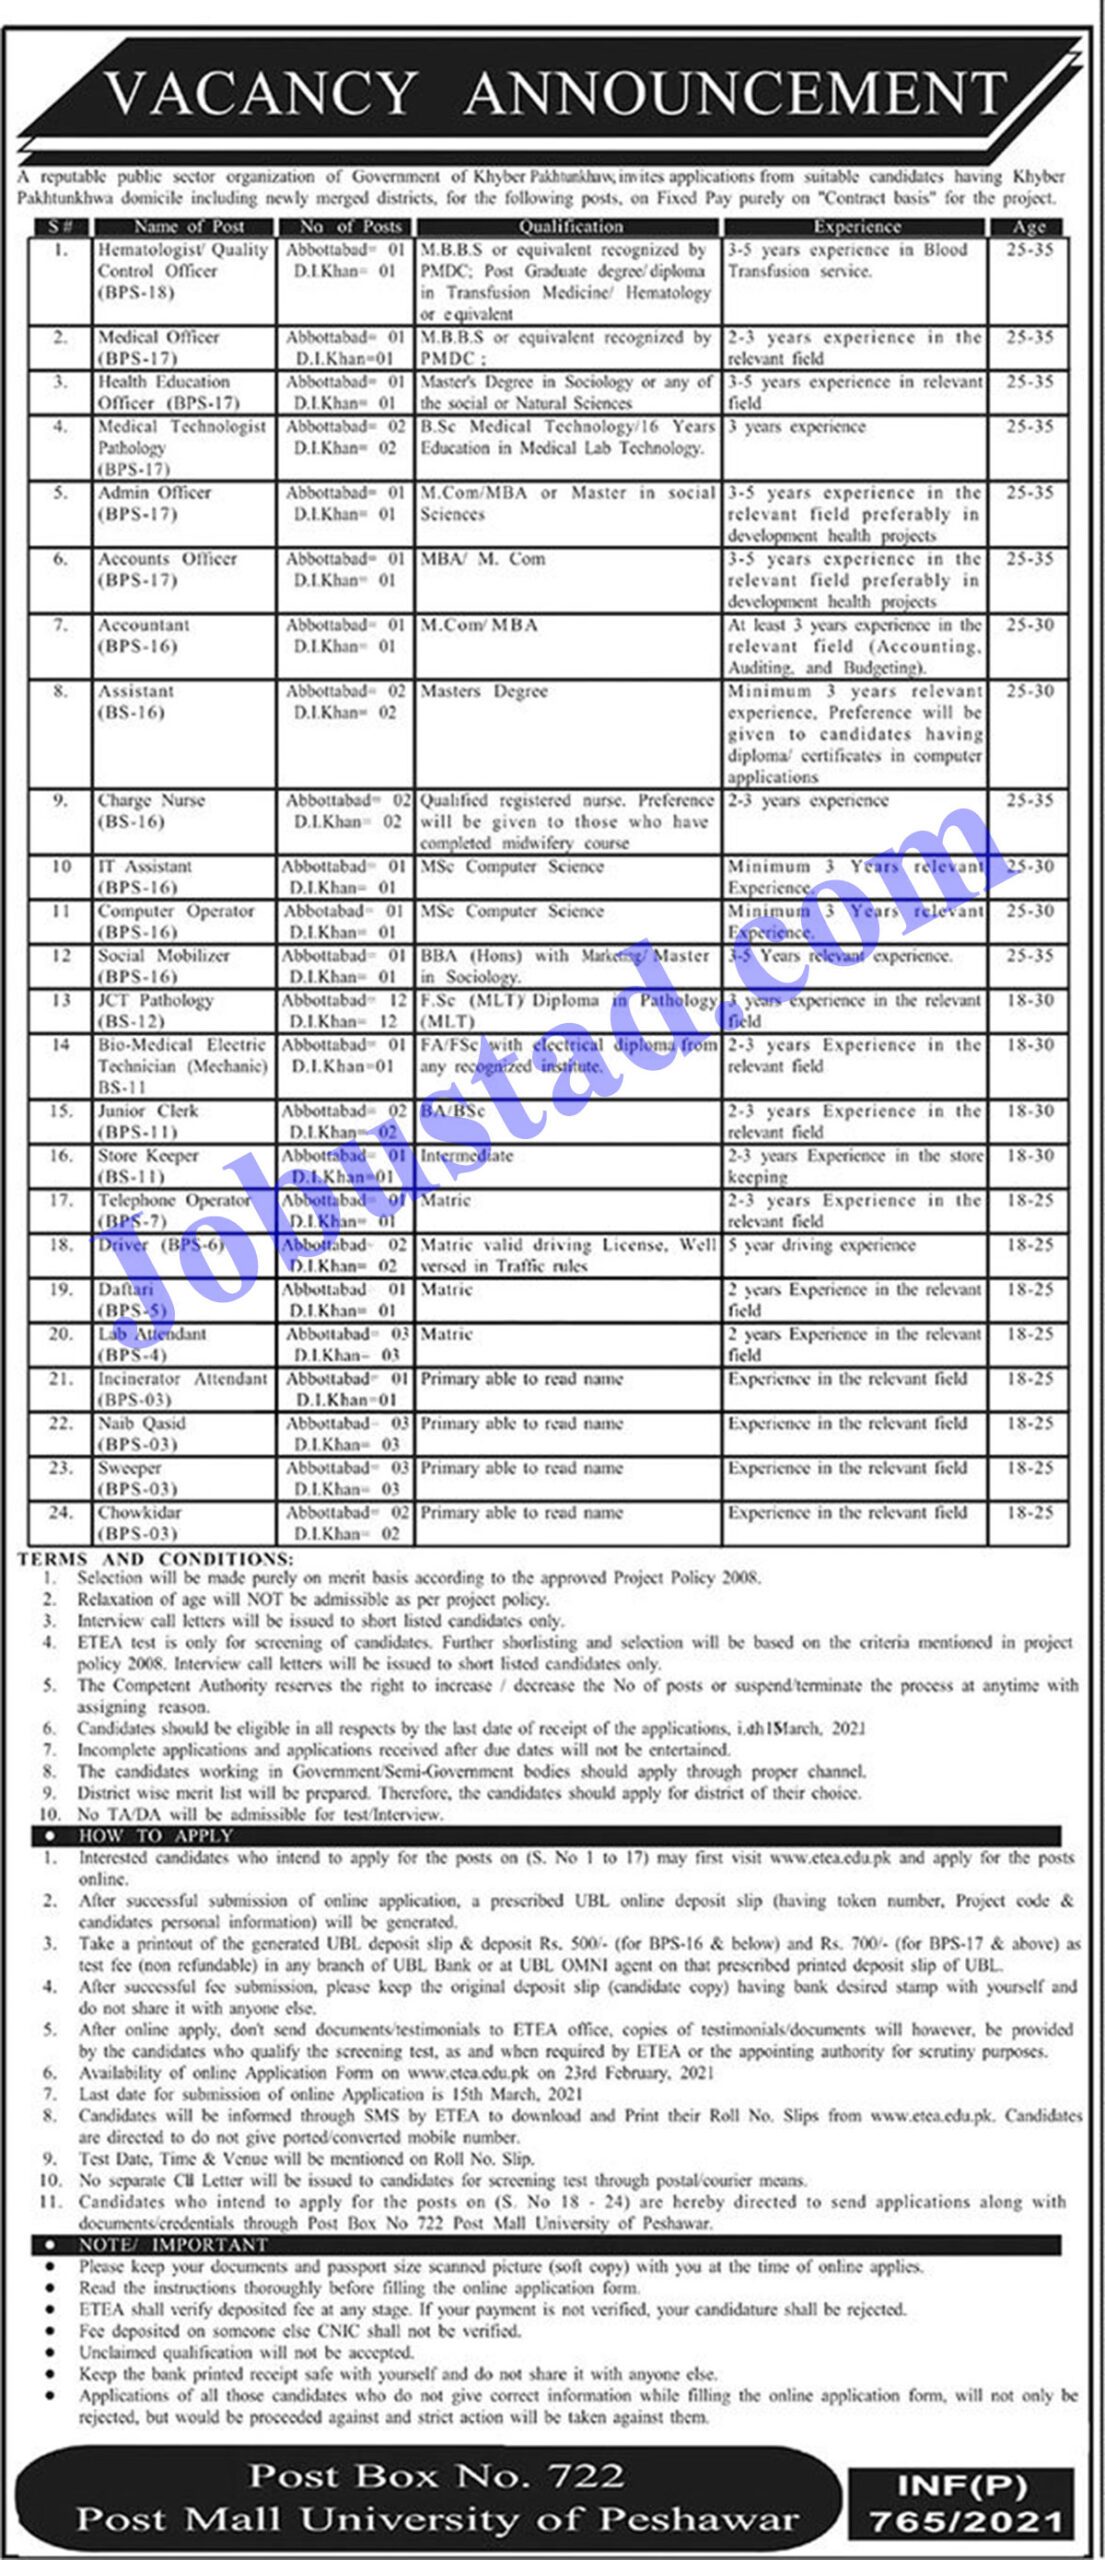 VACANCY ANNOUNCEMENT
A reputable public sector organization of Government of Khyber Pakhtunkhaw, invites applications from suitable candidates having Khyber
Pakhtunkhwa domicile including newly merged districts, for the following posts, on Fixed Pay purely on "Contract basis" for the project.
S # Name of Post No of Posts Qualification Experience Age
1. Hematologist/ Quality Abbottabad= 01 M.B.B.S or equivalent recognized by 3-5 years experience in Blood 25-35
Control Officer D.I.Khan= 01 PMDC; Post Graduate degree/diploma Transfusion service.
(BPS-18) in Transfusion Medicine/ Hematology
or equivalent
2. Medical Officer Abbottabad= 01 M.B.B.S or equivalent recognized by 2-3 years experience in the 25-35
(BPS-17) D.I.Khan=01 PMDC ; relevant field
3. Health Education Abbottabad= 01 Master's Degree in Sociology or any of 3-5 years experience in relevant 25-35
Officer (BPS-17) D.I.Khan= 01 the social or Natural Sciences field
4. Medical Technologist Abbottabad= 02 B.Sc Medical Technology/16 Years 3 years experience 25-35
Pathology D.I.Khan= 02 Education in Medical Lab Technology.
(BPS-17)
5. Admin Officer Abbottabad= 01 M.Com/MBA or Master in social 3-5 years experience in the 25-35
(BPS-17) D.I.Khan= 01 Sciences relevant field preferably in
development health projects
6. Accounts Officer Abbottabad= 01 MBA/ M. Com 3-5 years experience in the 25-35
(BPS-17) D.I.Khan= 01 relevant field preferably in
development health projects
7. Accountant Abbottabad= 01 M.Com/ MBA At least 3 years experience in the 25-30
(BPS-16) D.I.Khan= 01 relevant field (Accounting,
Auditing, and Budgeting).
8. Assistant Abbottabad= 02 Masters Degree Minimum 3 years relevant 25-30
(BS-16) D.I.Khan= 02 experience, Preference will be
given to candidates having
diploma/ certificates in computer
applications
9. Charge Nurse Abbottabad= 02 Qualified registered nurse. Preference 2-3 years experience 25-35
(BS-16) D.I.Khan= 02 will be given to those who have
completed midwifery course
10 IT Assistant Abbottabad= 01 MSc Computer Science Minimum 3 Years relevant 25-30
(BPS-16) D.I.Khan= 01 Experience.
11 Computer Operator Abbotabad= 01 MSc Computer Science Minimum 3 Years relevant 25-30
(BPS-16) D.I.Khan= 01 Experience.
12 Social Mobilizer Abbottabad= 01 BBA (Hons) with Marketing/ Master 3-5 Years relevant experience. 25-35
(BPS-16) D.I.Khan= 01 in Sociology.
13 JCT Pathology Abbottabad= 12 F.Sc (MLT)/ Diploma in Pathology 3 years experience in the relevant 18-30
(BS-12) D.I.Khan= 12 (MLT) field
14 Bio-Medical Electric Abbottabad= 01 FA/FSc with electrical diploma from 2-3 years Experience in the 18-30
Technician (Mechanic) D.I.Khan=01 any recognized institute. relevant field
BS-11
15. Junior Clerk Abbottabad= 02 BA/BSc 2-3 years Experience in the 18-30
(BPS-11) D.I.Khan= 02 relevant field
16. Store Keeper Abbottabad= 01 Intermediate 2-3 years Experience in the store 18-30
(BS-11) D.I.Khan=01 keeping
17. Telephone Operator Abbottabad= 01 Matric 2-3 years Experience in the 18-25
(BPS-7) D.I.Khan= 01 relevant field
18. Driver (BPS-6) Abbottabad= 02 Matric valid driving License, Well 5 year driving experience 18-25
D.I.Khan= 02 versed in Traffic rules
19. Daftari Abbottabad 01 Matric 2 years Experience in the relevant 18-25
(BPS-5) D.I.Khan= 01 field
20. Lab Attendant Abbottabad= 03 Matric 2 years Experience in the relevant 18-25
(BPS-4) D.I.Khan= 03 field
21. Incinerator Attendant Abbottabad= 01 Primary able to read name Experience in the relevant field 18-25
(BPS-03) D.I.Khan=01
22. Naib Qasid Abbottabad= 03 Primary able to read name Experience in the relevant field 18-25
(BPS-03) D.I.Khan= 03
23. Sweeper Abbottabad= 03 Primary able to read name Experience in the relevant field 18-25
(BPS-03) D.I.Khan= 03
24. Chowkidar Abbottabad= 02 Primary able to read name Experience in the relevant field 18-25
(BPS-03) D.I.Khan= 02
Jobustad.com
TERMS AND CONDITIONS:
1. Selection will be made purely on merit basis according to the approved Project Policy 2008.
2. Relaxation of age will NOT be admissible as per project policy.
3. Interview call letters will be issued to short listed candidates only.
4. ETEA test is only for screening of candidates. Further shorlisting and selection will be based on the criteria mentioned in project
policy 2008. Interview call letters will be issued to short listed candidates only.
5. The Competent Authority reserves the right to increase / decrease the No of posts or suspend/terminate the process at anytime with
assigning reason.
6. Candidates should be eligible in all respects by the last date of receipt of the applications, March, 2021
7. Incomplete applications and applications received after due dates will not be entertained.
8. The candidates working in Government/Semi-Government bodies should apply through proper channel.
9. District wise merit list will be prepared. Therefore, the candidates should apply for district of their choice.
10. No TA/DA will be admissible for test/Interview.
• HOW TO APPLY
1. Interested candidates who intend to apply for the posts on (S. No 1 to 17) may first visit www.etea.edu.pk and apply for the posts
online.
2. After successful submission of online application, a prescribed UBL online deposit slip (having token number, Project code &
candidates personal information) will be generated.
3. Take a printout of the generated UBL deposit slip & deposit Rs. 500/- (for BPS-16 & below) and Rs. 700/- (for BPS-17 & above) as
test fee (non refundable) in any branch of UBL Bank or at UBL OMNI agent on that prescribed printed deposit slip of UBL.
4. After successful fee submission, please keep the original deposit slip (candidate copy) having bank desired stamp with yourself and
do not share it with anyone else.
5. After online apply, don't send documents/testimonials to ETEA office, copies of testimonials/documents will however, be provided
by the candidates who qualify the screening test, as and when required by ETEA or the appointing authority for scrutiny purposes.
6. Availability of online Application Form on www.etea.edu.pk on 23rd February, 2021
7. Last date for submission of online Application is 15th March, 2021
8. Candidates will be informed through SMS by ETEA to download and Print their Roll No. Slips from www.etea.edu.pk. Candidates
are directed to do not give ported/converted mobile number.
9. Test Date, Time & Venue will be mentioned on Roll No. Slip.
10. No separate Letter will be issued to candidates for screening test through postal/courier means.
11. Candidates who intend to apply for the posts on (S. No 18 - 24) are hereby directed to send applications along with
documents/credentials through Post Box No 722 Post Mall University of Peshawar.
• NOTE/ IMPORTANT
• Please keep your documents and passport size scanned picture (soft copy) with you at the time of online applies.
• Read the instructions thoroughly before filling the online application form.
• ETEA shall verify deposited fee at any stage. If your payment is not verified, your candidature shall be rejected.
• Fee deposited on someone else CNIC shall not be verified.
• Unclaimed qualification will not be accepted.
• Keep the bank printed receipt safe with yourself and do not share it with anyone else.
• Applications of all those candidates who do not give correct information while filling the online application form, will not only be
rejected, but would be proceeded against and strict action will be taken against them.
Post Box No. 722
Post Mall University of Peshawar
INF(P)
765/2021